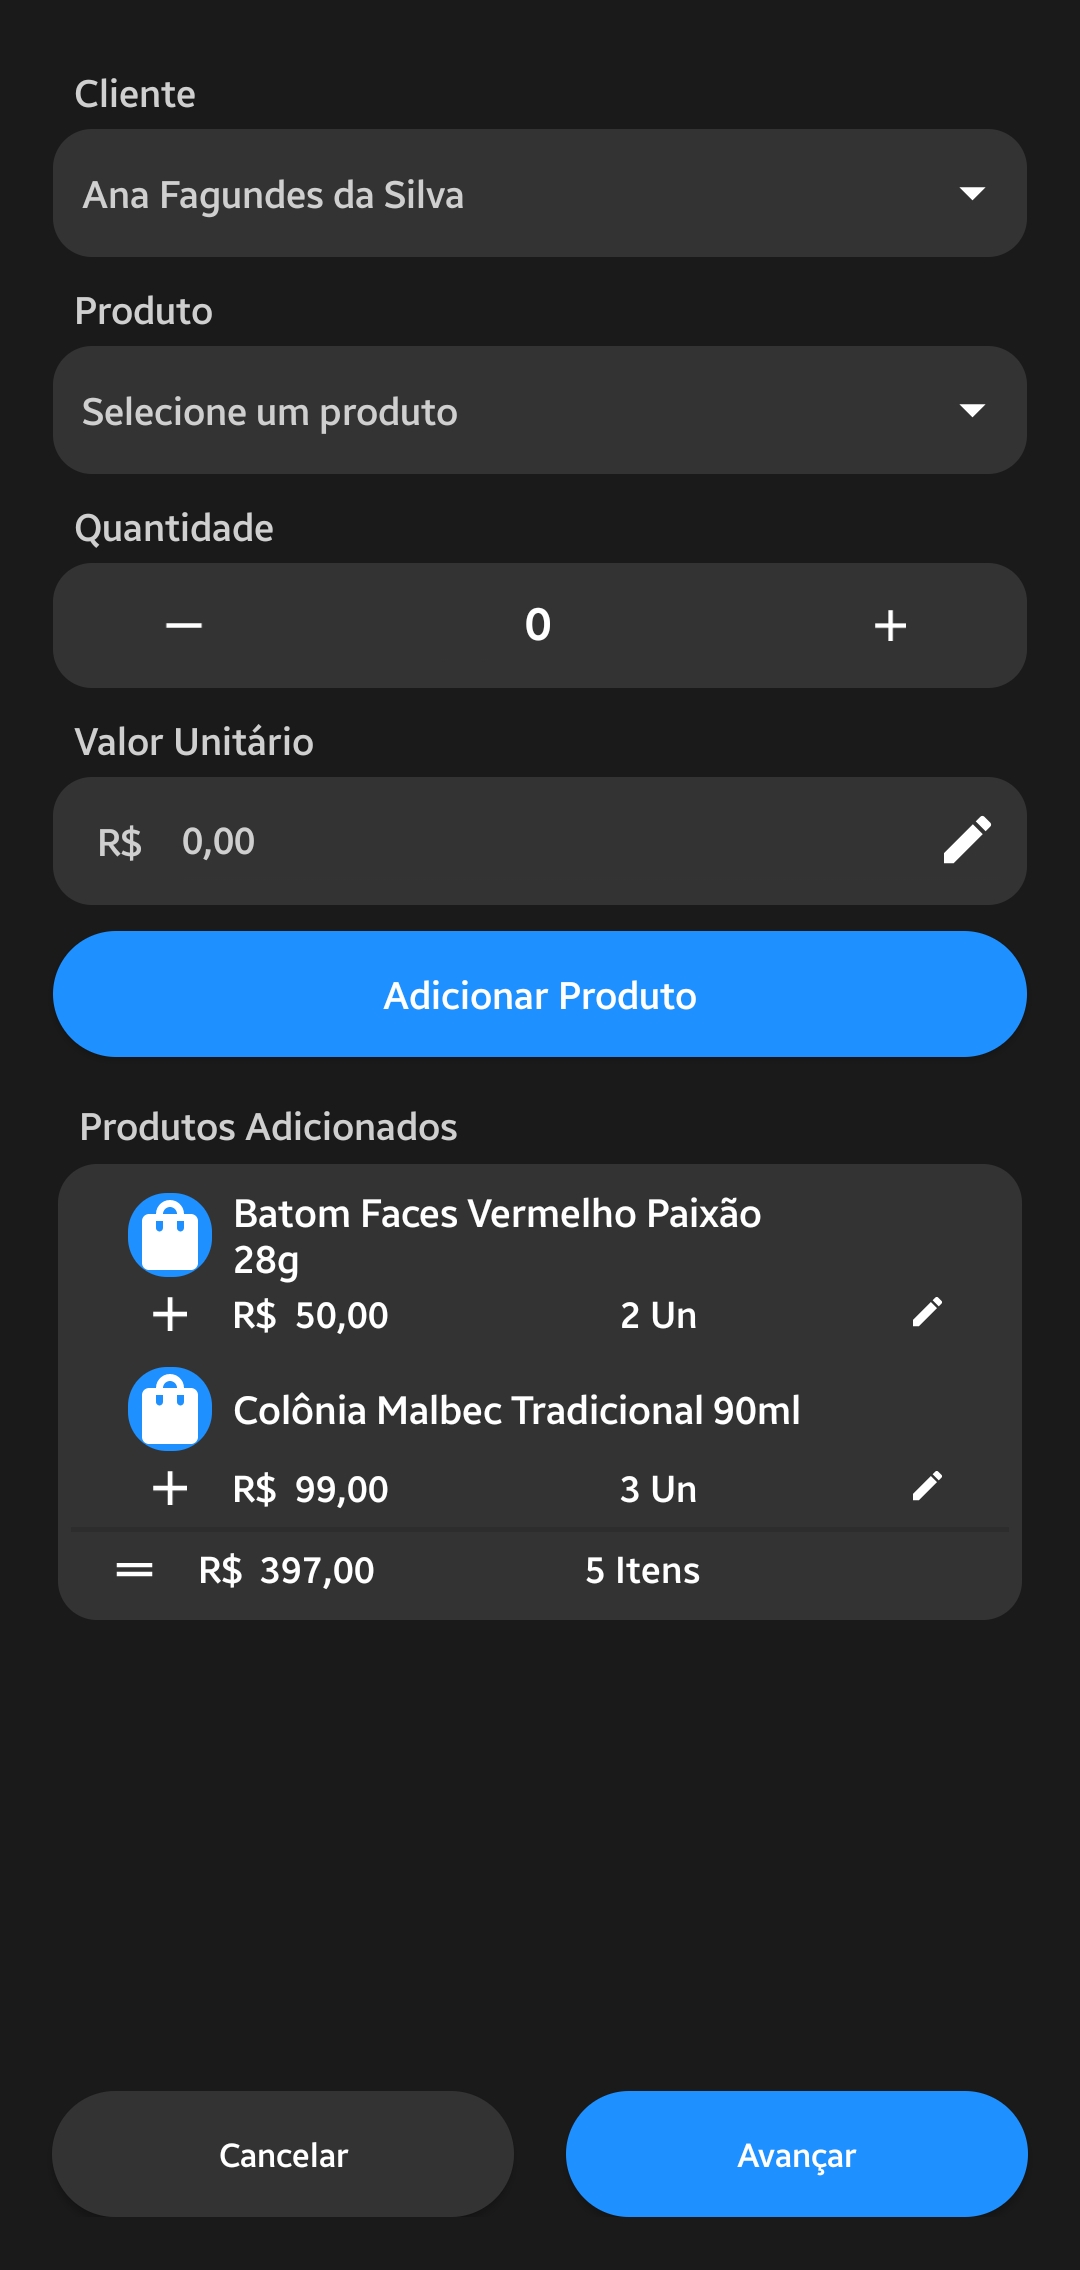 Cliente
Ana Fagundes da Silva
Produto
Selecione um produto
Quantidade
0
Valor Unitário
R$ 0,00
Adicionar Produto
Produtos Adicionados
Batom Faces Vermelho Paixão
28g
R$ 50,00 2 Un
Colônia Malbec Tradicional 90ml
R$ 99,00 3 Un
R$ 397,00 5 Itens
Cancelar Avançar